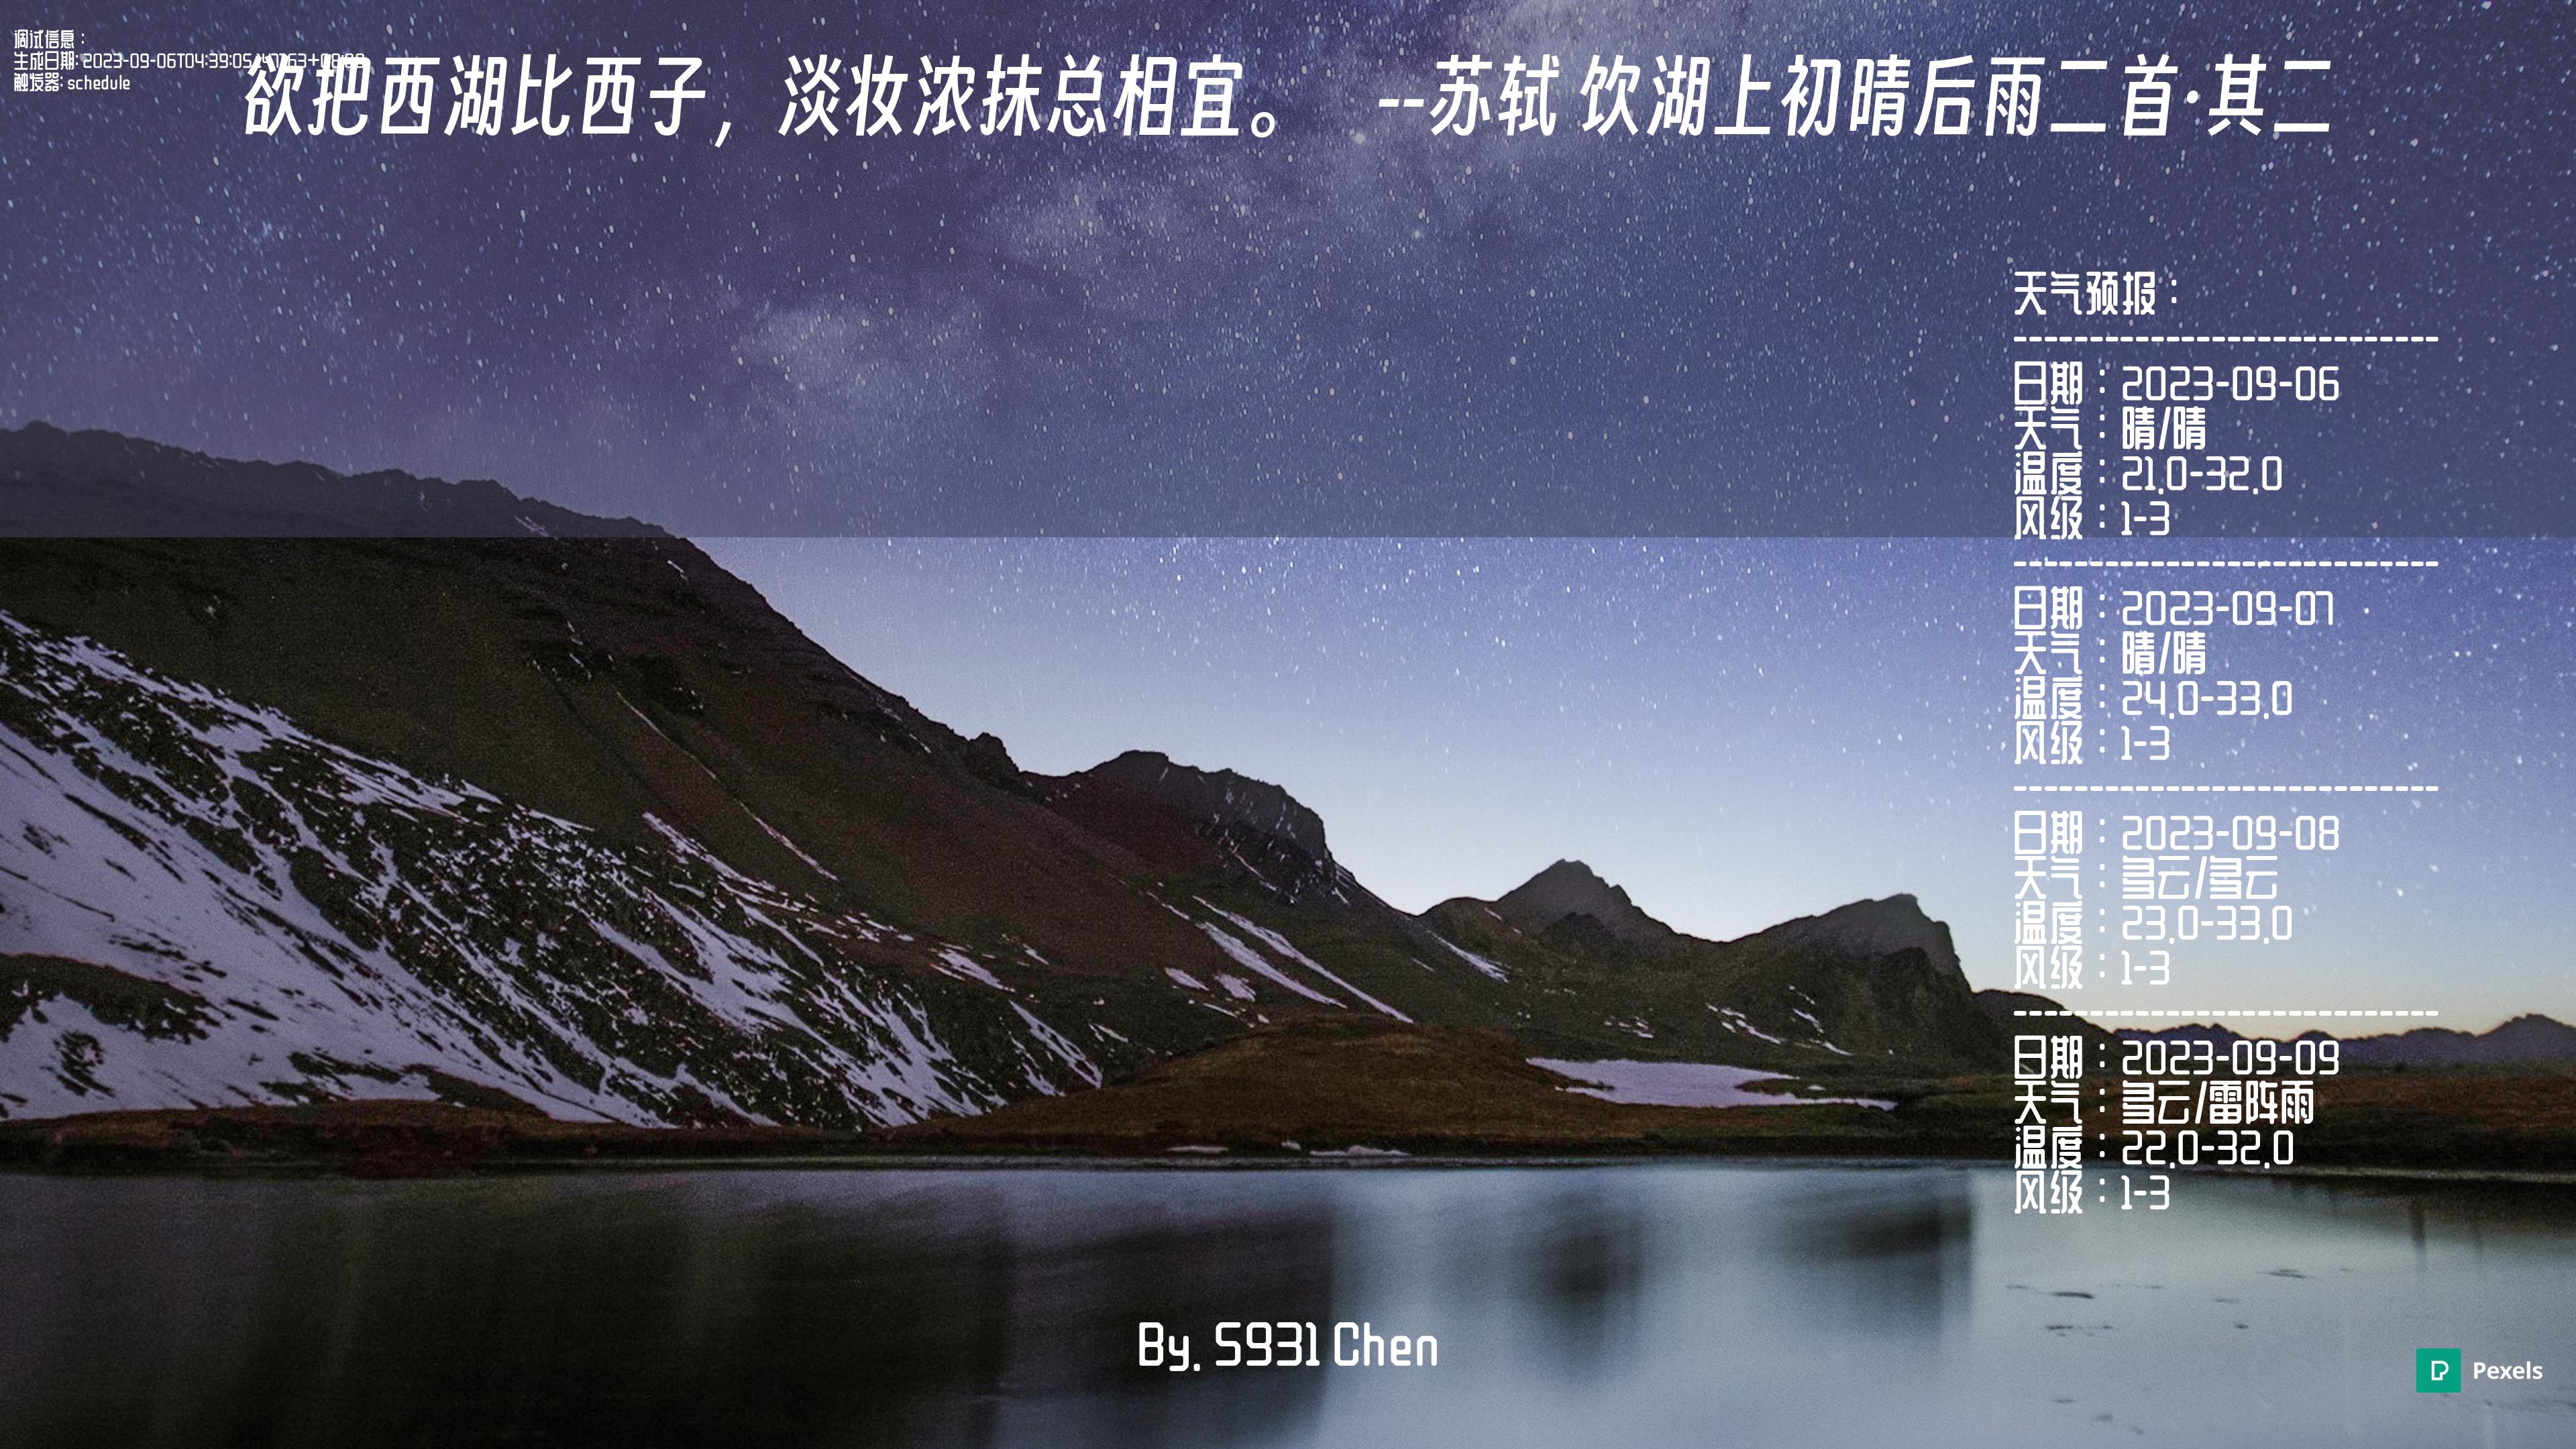 调试信息：
生成日期: 2023-09-06T04:39:05
触发器: schedule
欲把西湖比西子，淡妆浓抹总相宜。 --苏轼 饮湖上初晴后雨二首·其二
天气预报：
----------------------------
日期：2023-09-06
天气：晴/晴
温度：21.0-32.0
风级：1-3
----------------------------
日期：2023-09-07
天气：晴/晴
温度：24.0-33.0
风级：1-3
----------------------------
日期：2023-09-08
天气：多云/多云
温度：23.0-33.0
风级：1-3
----------------------------
日期：2023-09-09
天气：多云/雷阵雨
温度：22.0-32.0
风级：1-3
By. S931 Chen
Pexels